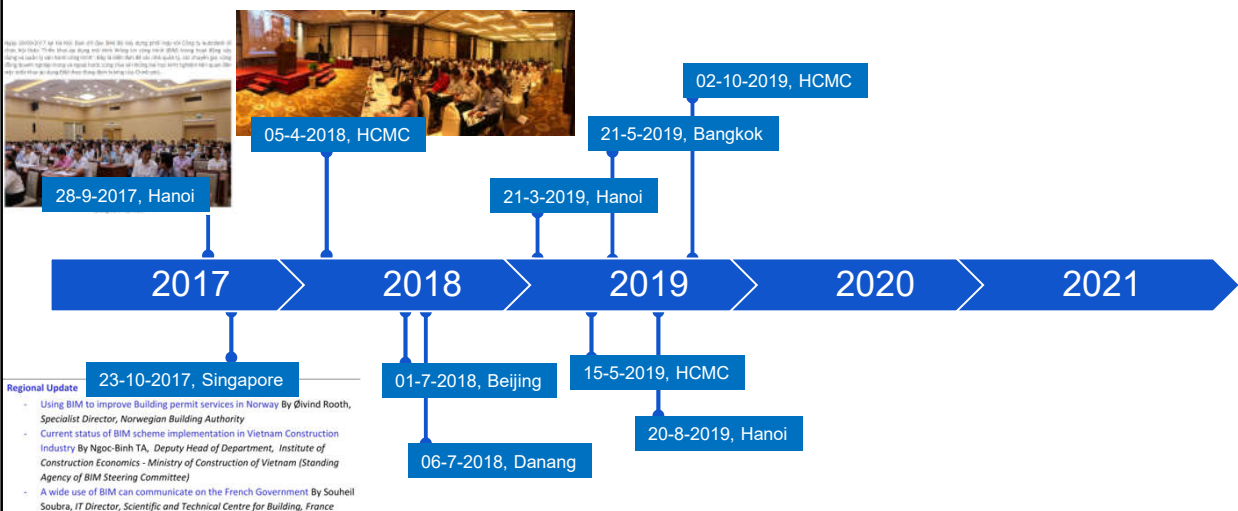 02-10-2019, HCMC
05-4-2018, HCMC
21-5-2019, Bangkok
28-9-2017, Hanoi
21-3-2019, Hanoi
2017
2018
2019
2020
2021
23-10-2017, Singapore
01-7-2018, Beijing
15-5-2019, HCMC
20-8-2019, Hanoi
06-7-2018, Danang
Regional Update
- Using BIM to improve Building permit services in Norway By Øivind Rooth,
Specialist Director, Norwegian Building Authority
- Current status of BIM scheme implementation in Vietnam Construction
Industry By Ngoc-Binh TA, Deputy Head of Department, Institute of
Construction Economics - Ministry of Construction of Vietnam (Standing
Agency of BIM Steering Committee)
- A wide use of BIM can communicate on the French Government By Souheil
Soubra, IT Director, Scientific and Technical Centre for Building, France